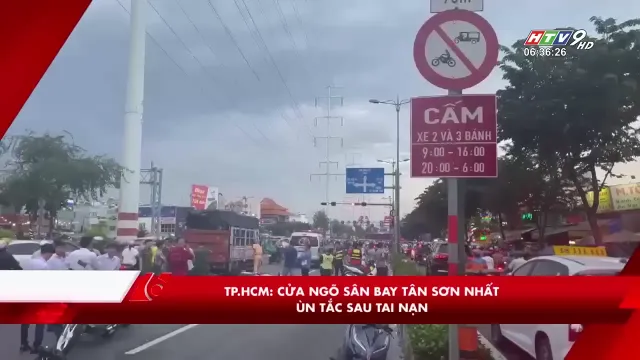 70m
HTV9 HD
06:36:26
CẤM
XE 2 VÀ 3 BÁNH
9:00 - 16:00
20:00 - 6:00
TP.HCM: CỬA NGÕ SÂN BAY TÂN SƠN NHẤT
ÙN TẮC SAU TAI NẠN